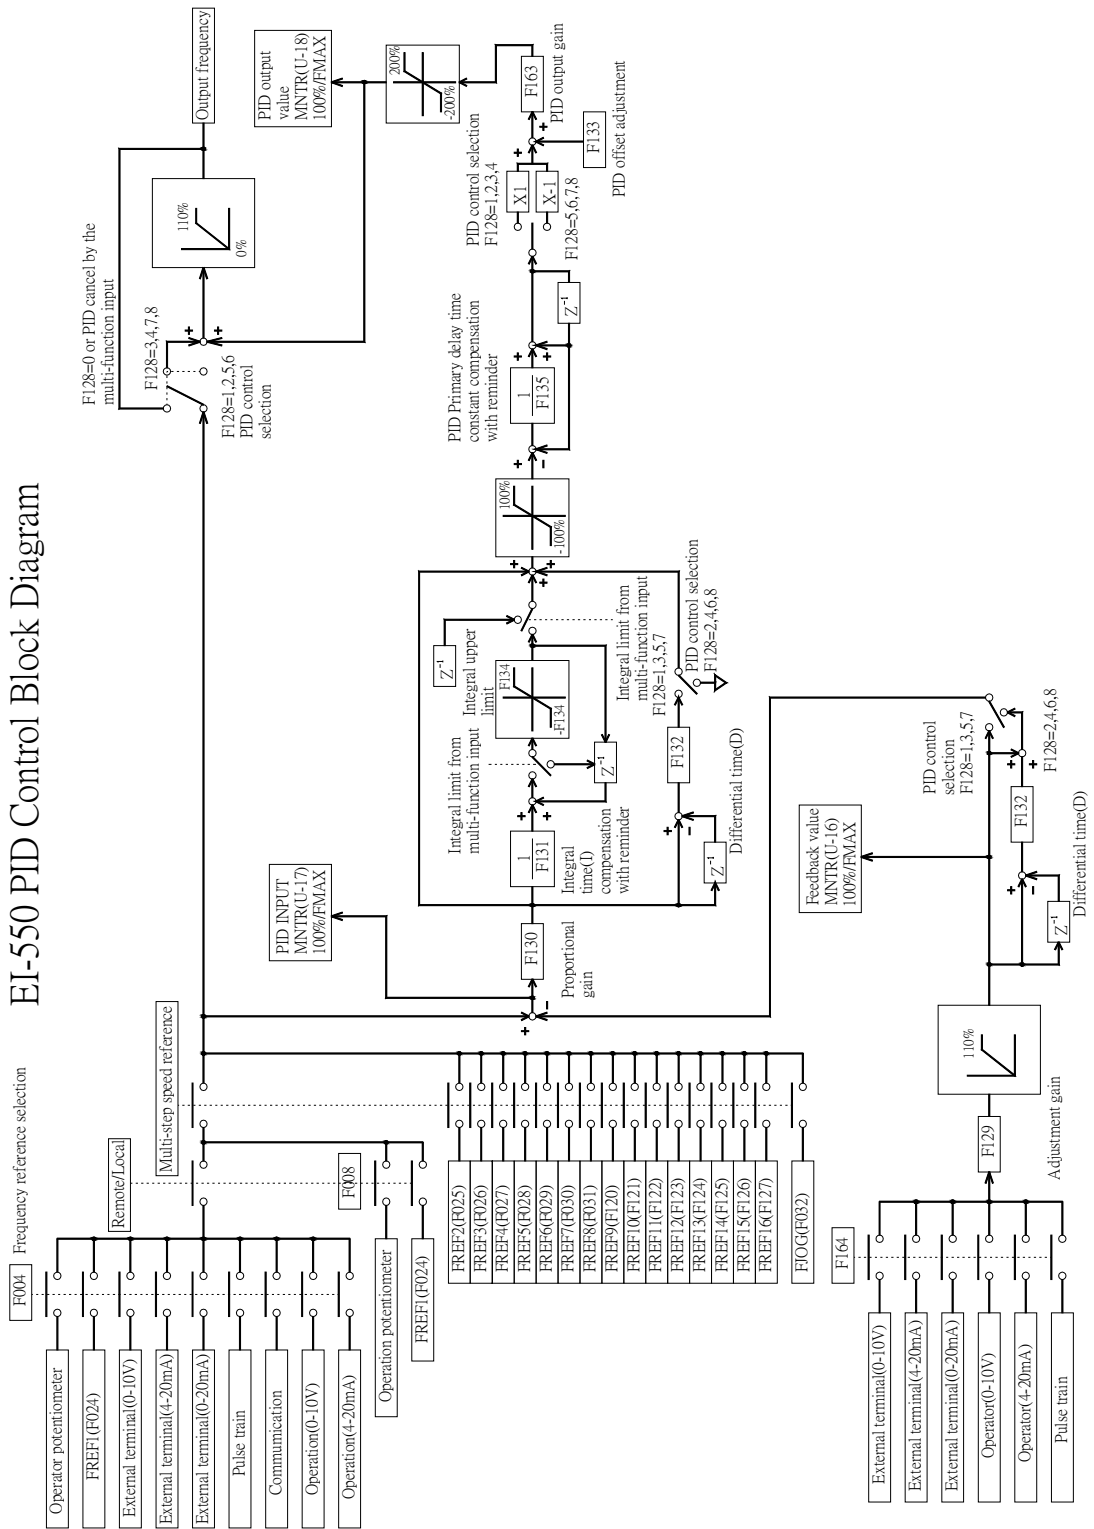 EI-550 PID Control Block Diagram
F004
Frequency reference selection
Operator potentiometer
FREF1(F024)
External terminal(0-10V)
External terminal(4-20mA)
External terminal(0-20mA)
Pulse train
Communication
Operation(0-10V)
Operation(4-20mA)
Remote/Local
Multi-step speed reference
F008
Operation potentiometer
FREF1(F024)
FREF2(F025)
FREF3(F026)
FREF4(F027)
FREF5(F028)
FREF6(F029)
FREF7(F030)
FREF8(F031)
FREF9(F120)
FREF10(F121)
FREF11(F122)
FREF12(F123)
FREF13(F124)
FREF14(F125)
FREF15(F126)
FREF16(F127)
FJOG(F032)
F164
External terminal(0-10V)
External terminal(4-20mA)
External terminal(0-20mA)
Operator(0-10V)
Operator(4-20mA)
Pulse train
F129
Adjustment gain
110%
Feedback value
MNTR(U-16)
100%/FMAX
Z-1
F132
Differential time(D)
PID control
selection
F128=1,3,5,7
F128=2,4,6,8
PID INPUT
MNTR(U-17)
100%/FMAX
F130
Proportional
gain
1
F131
Integral
time(I)
compensation
with reminder
Integral limit from
multi-function input
Z-1
F134
-F134
Integral upper
limit
Z-1
Integral limit from
multi-function input
F128=1,3,5,7
PID control selection
F128=2,4,6,8
Z-1
F132
Differential time(D)
100%
-100%
PID Primary delay time
constant compensation
with reminder
1
F135
Z-1
PID control selection
F128=1,2,3,4
X1
X-1
F128=5,6,7,8
F133
PID offset adjustment
F163
PID output gain
200%
-200%
PID output
value
MNTR(U-18)
100%/FMAX
F128=0 or PID cancel by the
multi-function input
F128=3,4,7,8
F128=1,2,5,6
PID control
selection
110%
0%
Output frequency